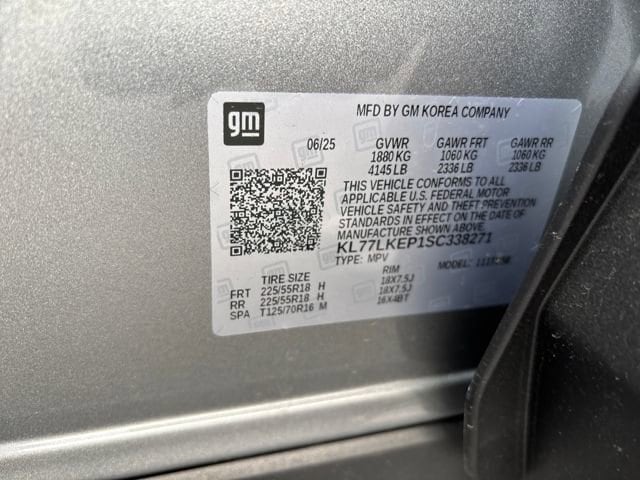 gm
MFD BY GM KOREA COMPANY
06/25 GVWR GAWR FRT GAWR RR
1880 KG 1060 KG 1060 KG
4145 LB 2336 LB 2336 LB
THIS VEHICLE CONFORMS TO ALL
APPLICABLE U.S. FEDERAL MOTOR
VEHICLE SAFETY AND THEFT PREVENTION
STANDARDS IN EFFECT ON THE DATE OF
MANUFACTURE SHOWN ABOVE.
KL77LKEP1SC338271
TYPE: MPV MODEL:
TIRE SIZE RIM
FRT 225/55R18 H 18X7.5J
RR 225/55R18 H 18X7.5J
SPA T125/70R16 M 16X4BT